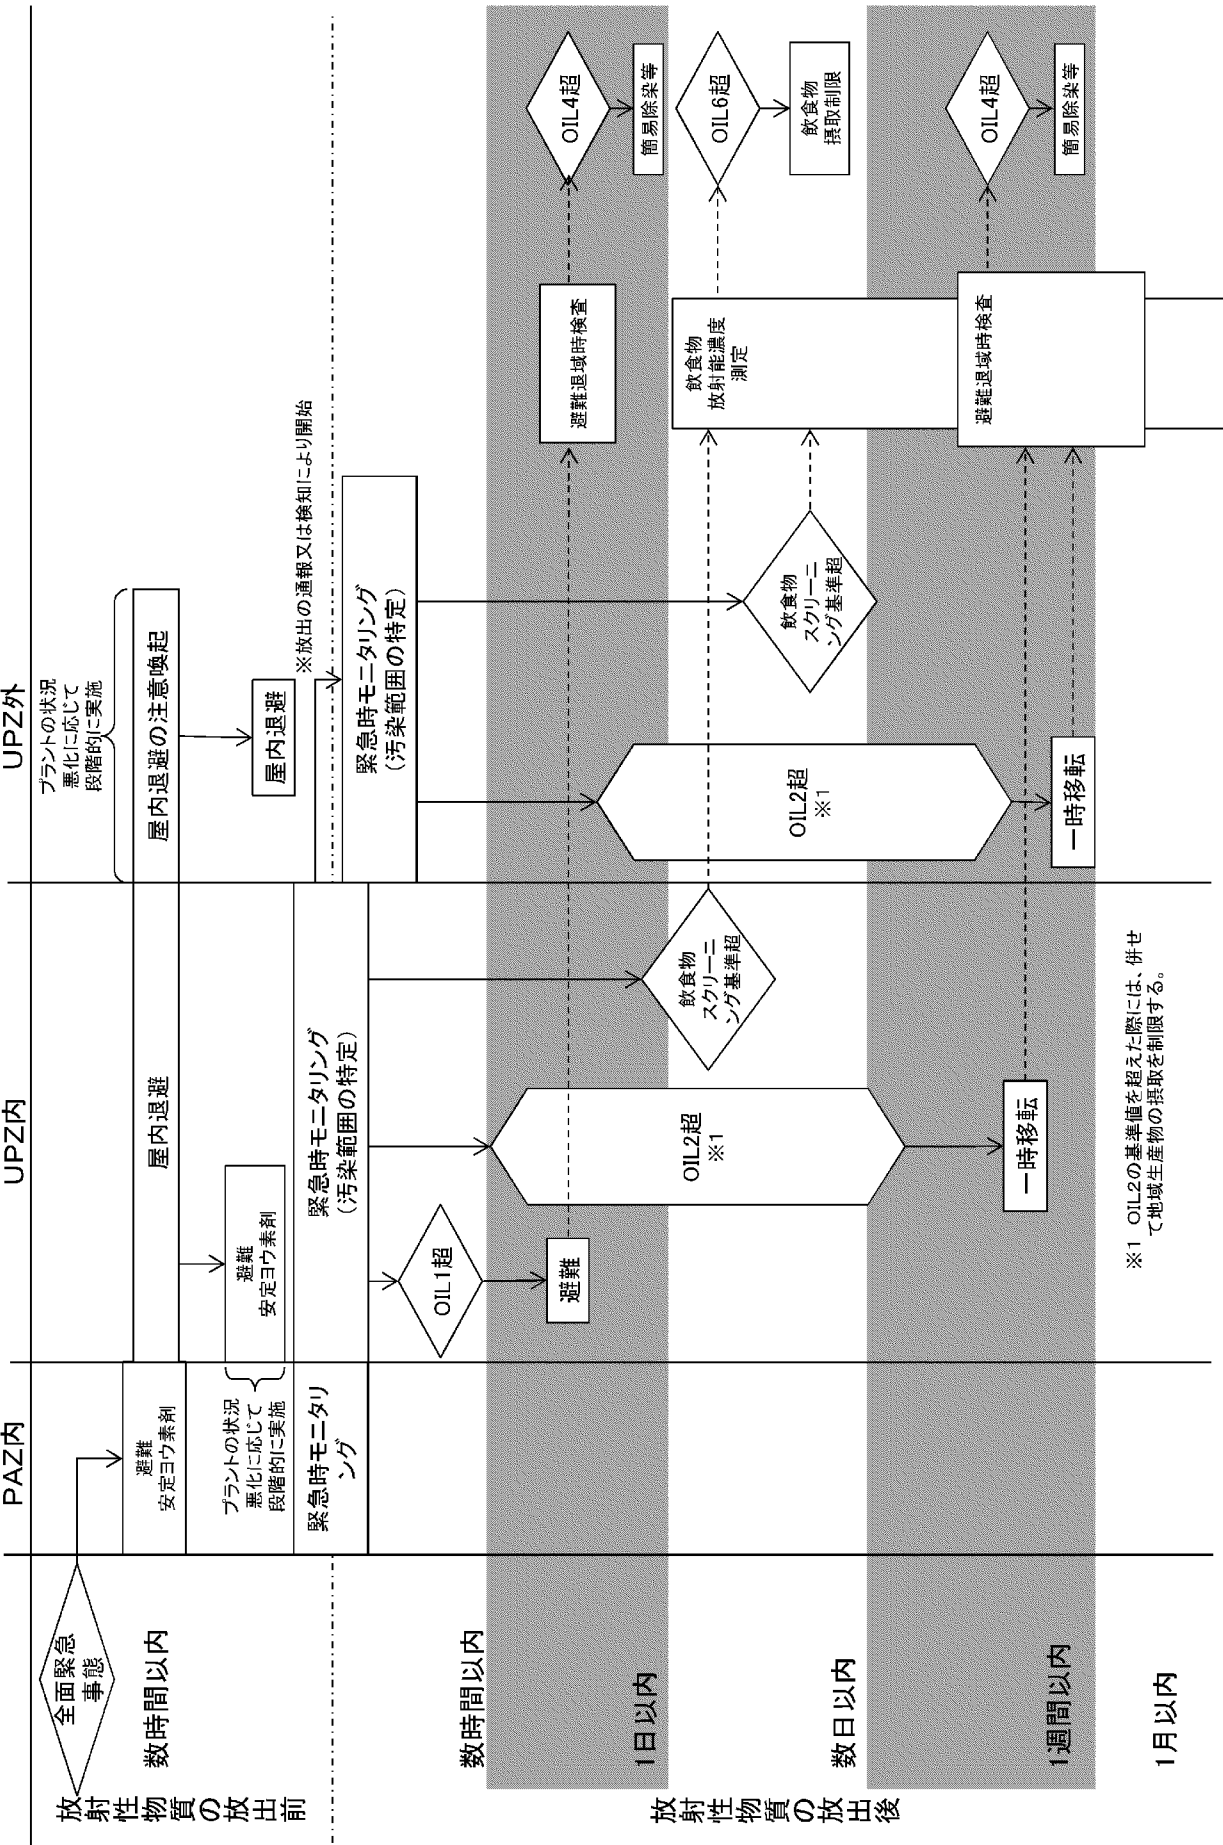 PAZ内
UPZ内
UPZ外
放射性物質の放出前
全面緊急
事態
数時間以内
避難
安定ヨウ素剤
屋内退避
屋内退避の注意喚起
プラントの状況
悪化に応じて
段階的に実施
避難
安定ヨウ素剤
プラントの状況
悪化に応じて
段階的に実施
屋内退避
※放出の通報又は検知により開始
緊急時モニタリ
ング
緊急時モニタリング
(汚染範囲の特定)
緊急時モニタリング
(汚染範囲の特定)
放射性物質の放出後
数時間以内
OIL1超
1日以内
避難
避難退域時検査
OIL4超
簡易除染等
数日以内
OIL2超
※1
飲食物
スクリーニ
ング基準超
OIL2超
※1
飲食物
スクリーニ
ング基準超
飲食物
放射能濃度
測定
OIL6超
飲食物
摂取制限
1週間以内
一時移転
一時移転
避難退域時検査
OIL4超
簡易除染等
1月以内
※1 OIL2の基準値を超えた際には、併せ
て地域生産物の摂取を制限する。